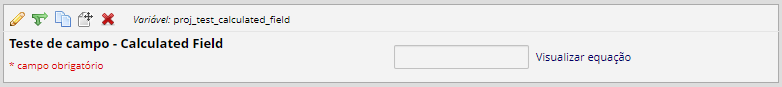 Variável: proj_test_calculated_field
Teste de campo - Calculated Field
* campo obrigatório
Visualizar equação